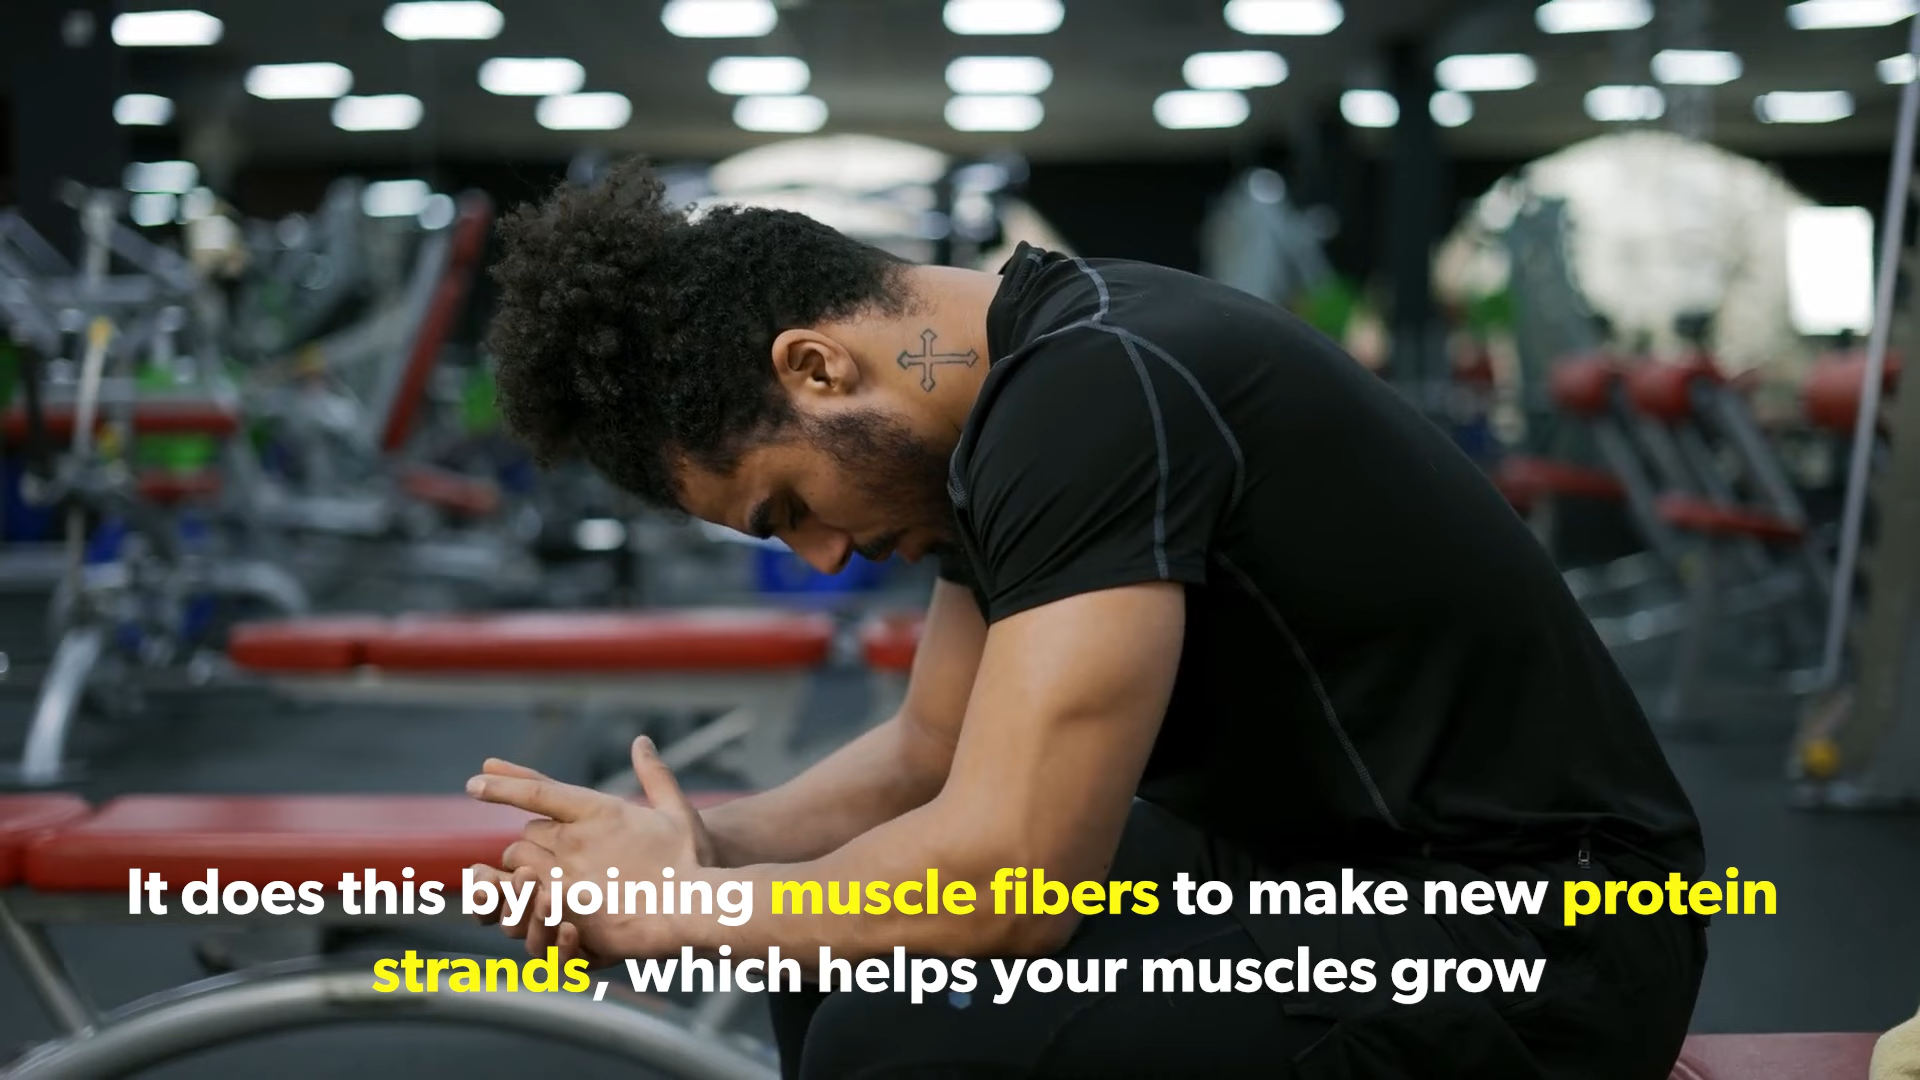 It does this by joining muscle fibers to make new protein
strands, which helps your muscles grow